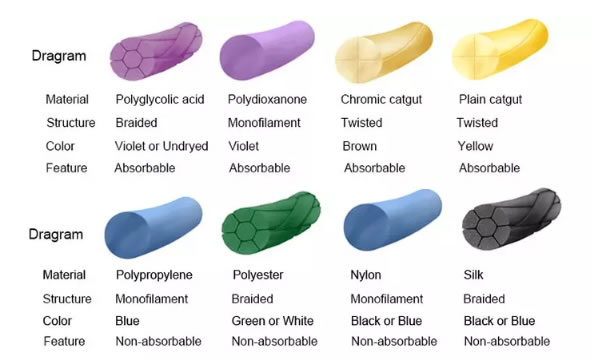 Dragram
Material Polyglycolic acid Polydioxanone Chromic catgut Plain catgut
Structure Braided Monofilament Twisted Twisted
Color Violet or Undryed Violet Brown Yellow
Feature Absorbable Absorbable Absorbable Absorbable
Dragram
Material Polypropylene Polyester Nylon Silk
Structure Monofilament Braided Monofilament Braided
Color Blue Green or White Black or Blue Black or Blue
Feature Non-absorbable Non-absorbable Non-absorbable Non-absorbable